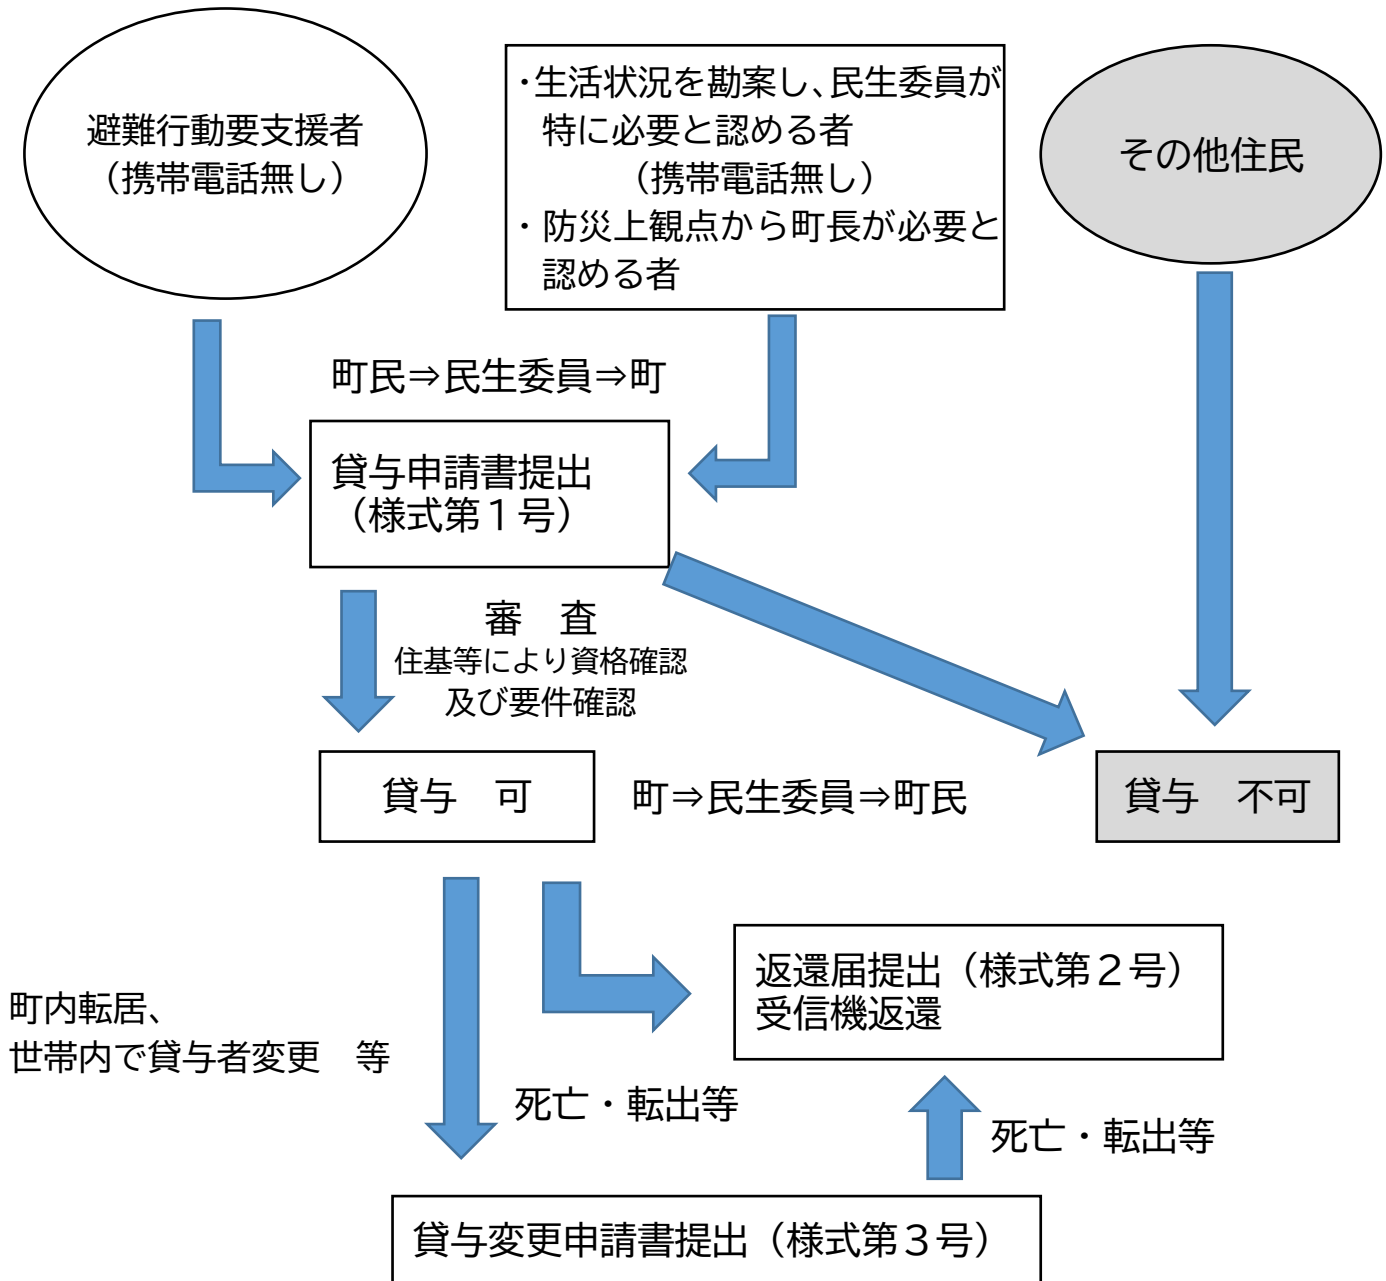 避難行動要支援者
（携帯電話無し）
・生活状況を勘案し、民生委員が
特に必要と認める者
（携帯電話無し）
・防災上観点から町長が必要と
認める者
その他住民
町民⇒民生委員⇒町
貸与申請書提出
（様式第１号）
審　査
住基等により資格確認
及び要件確認
貸与　可
町⇒民生委員⇒町民
貸与　不可
返還届提出（様式第２号）
受信機返還
町内転居、
世帯内で貸与者変更　等
死亡・転出等
死亡・転出等
貸与変更申請書提出（様式第３号）